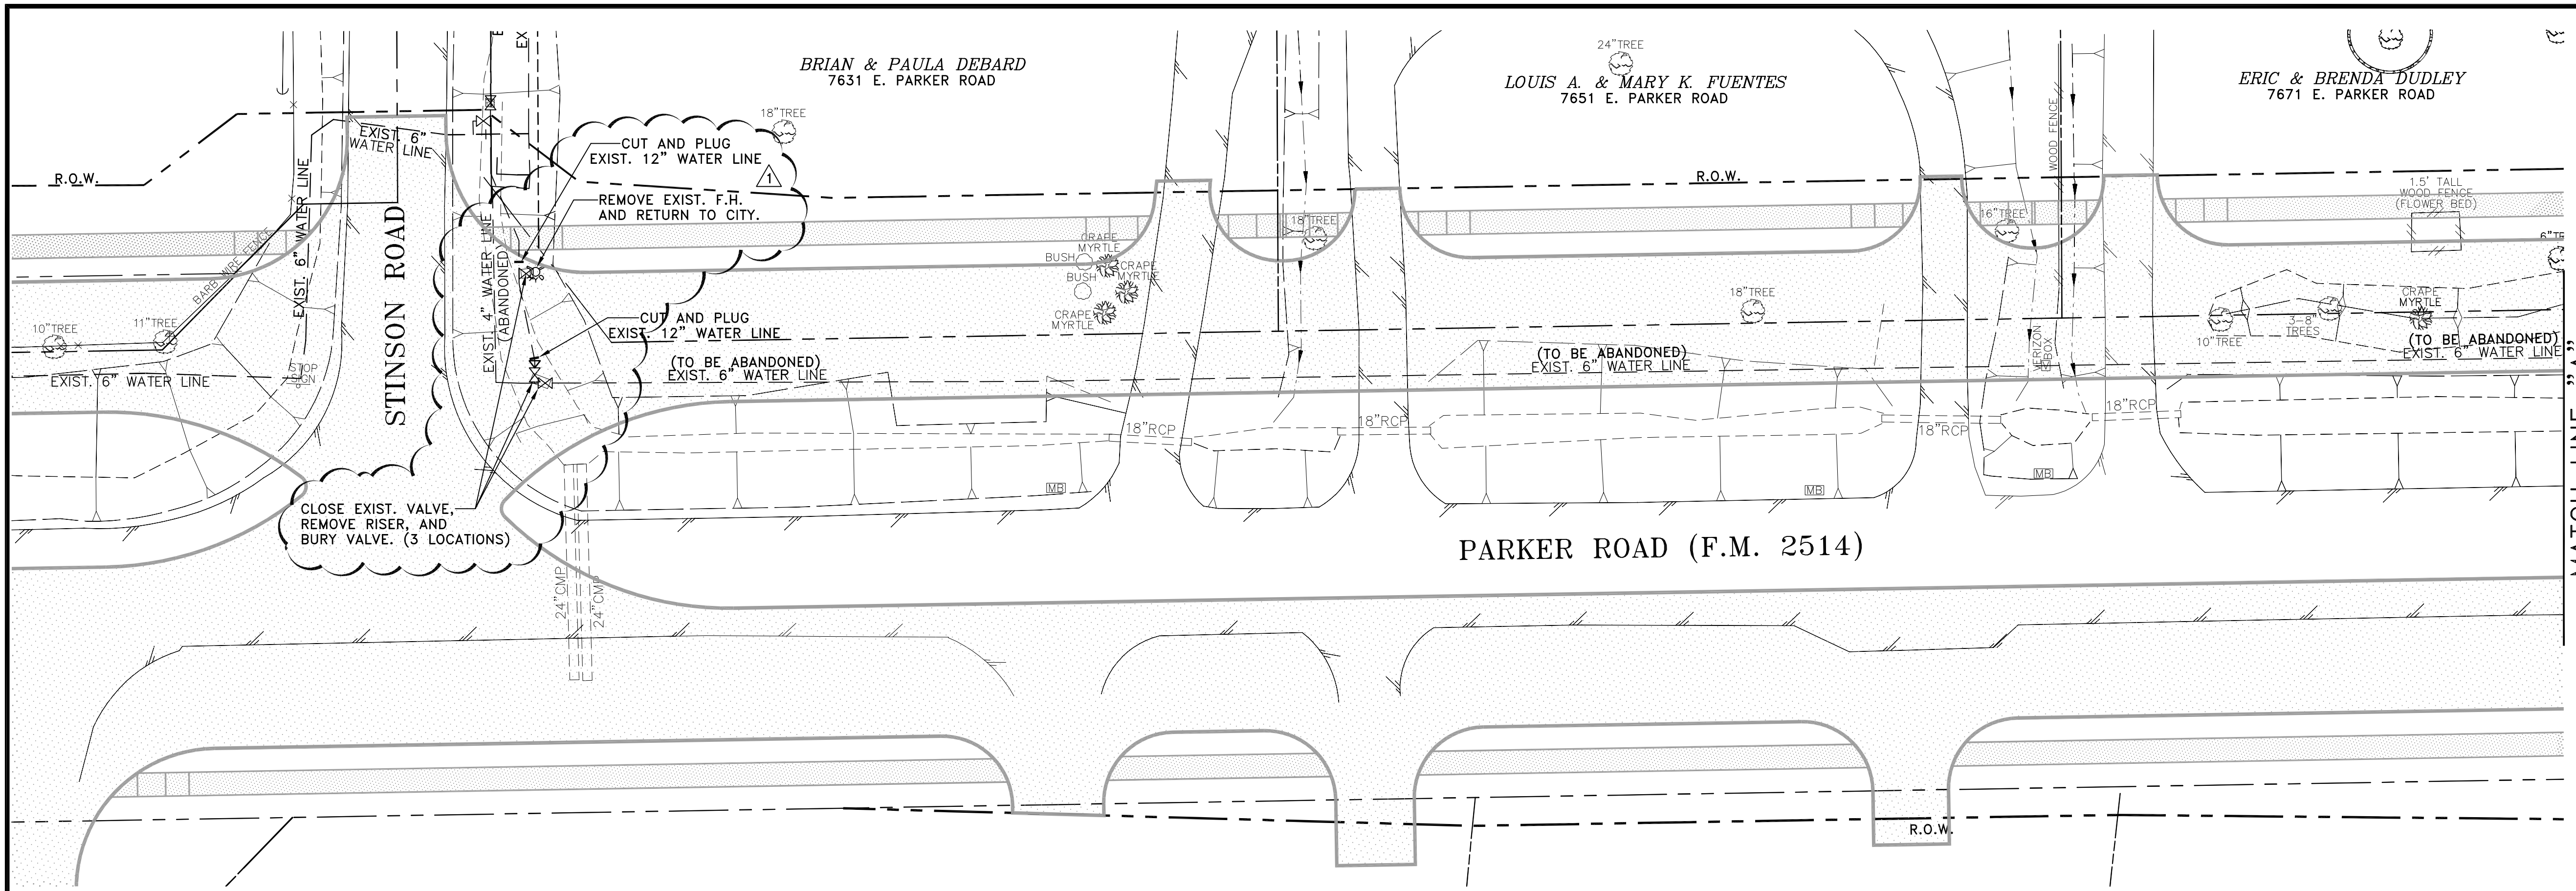 BRIAN & PAULA DEBARD
7631 E. PARKER ROAD
LOUIS A. & MARY K. FUENTES
7651 E. PARKER ROAD
ERIC & BRENDA DUDLEY
7671 E. PARKER ROAD
24"TREE
18"TREE
EXIST. 6"
WATER LINE
CUT AND PLUG
EXIST. 12" WATER LINE
1
REMOVE EXIST. F.H.
AND RETURN TO CITY.
R.O.W.
R.O.W.
WOOD FENCE
1.5' TALL
WOOD FENCE
(FLOWER BED)
EXIST. 6" WATER LINE
STINSON ROAD
EXIST. 4" WATER LINE
(ABANDONED)
BARB WIRE FENCE
18"TREE
16"TREE
CRAPE
MYRTLE
BUSH
BUSH
CRAPE
MYRTLE
CRAPE
MYRTLE
10"TREE
11"TREE
STOP
SIGN
EXIST. 6" WATER LINE
CUT AND PLUG
EXIST. 12" WATER LINE
(TO BE ABANDONED)
EXIST. 6" WATER LINE
18"TREE
(TO BE ABANDONED)
EXIST. 6" WATER LINE
VERIZON
BOX
10"TREE
3-8"
TREES
CRAPE
MYRTLE
(TO BE ABANDONED)
EXIST. 6" WATER LINE
18"RCP
18"RCP
18"RCP
18"RCP
MB
MB
MB
CLOSE EXIST. VALVE,
REMOVE RISER, AND
BURY VALVE. (3 LOCATIONS)
24"CMP
24"CMP
PARKER ROAD (F.M. 2514)
R.O.W.